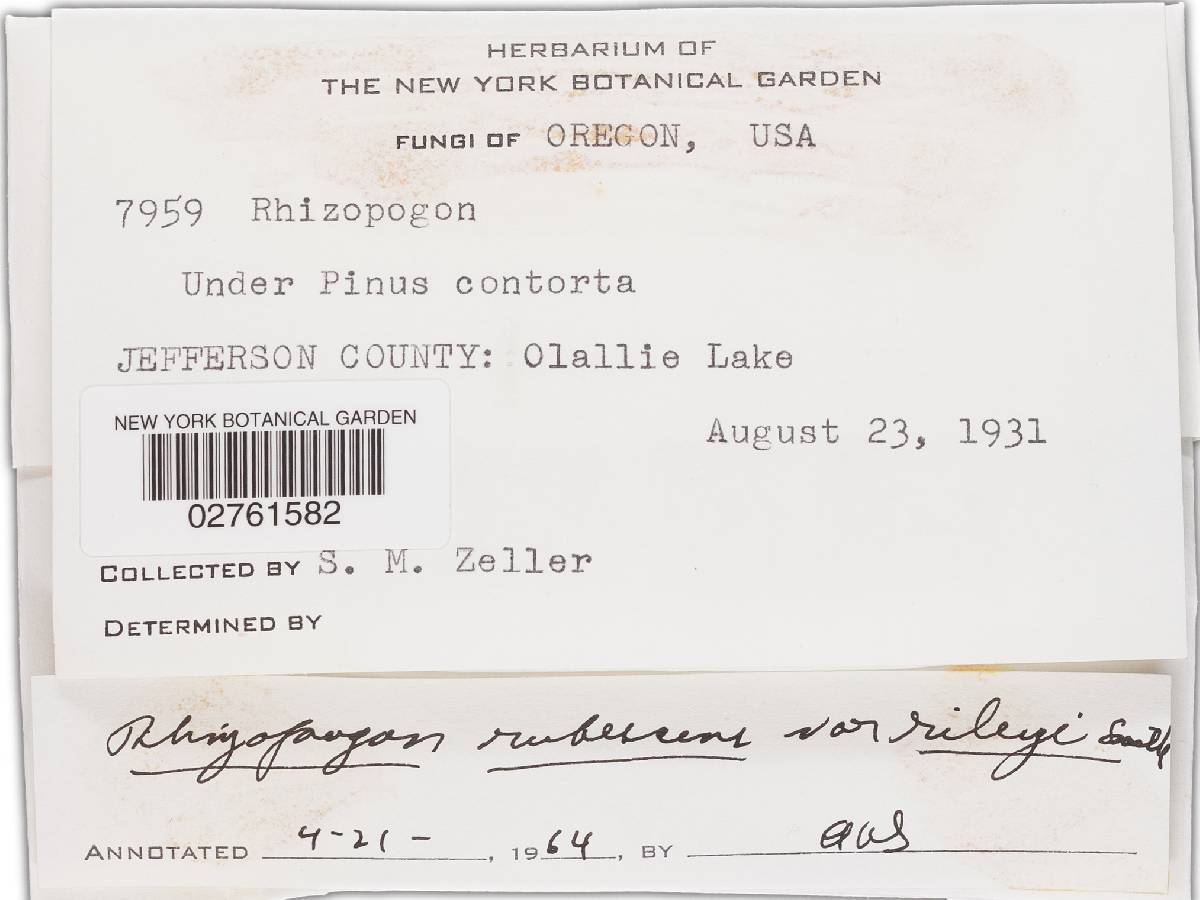 HERBARIUM OF
THE NEW YORK BOTANICAL GARDEN
FUNGI OF OREGON, USA
7959 Rhizopogon
Under Pinus contorta
JEFFERSON COUNTY: Olallie Lake
August 23, 1931
NEW YORK BOTANICAL GARDEN
02761582
COLLECTED BY S. M. Zeller
DETERMINED BY
Rhizopogon rubescens var rileyi Smith
ANNOTATED 4-21-, 1964, BY AHS